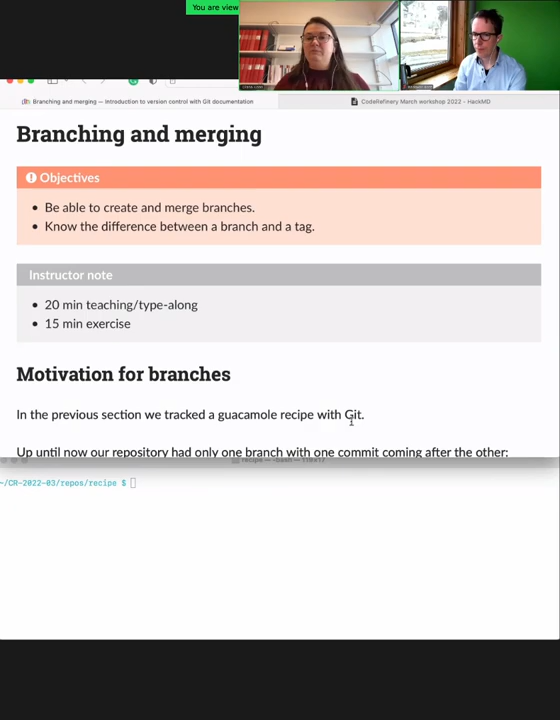 You are view
Branching and merging — Introduction to version control with Git documentation
CodeRefinery March workshop 2022 - HackMD
Branching and merging
Objectives
Be able to create and merge branches.
Know the difference between a branch and a tag.
Instructor note
20 min teaching/type-along
15 min exercise
Motivation for branches
In the previous section we tracked a guacamole recipe with Git.
Up until now our repository had only one branch with one commit coming after the other:
~/CR-2022-03/repos/recipe $